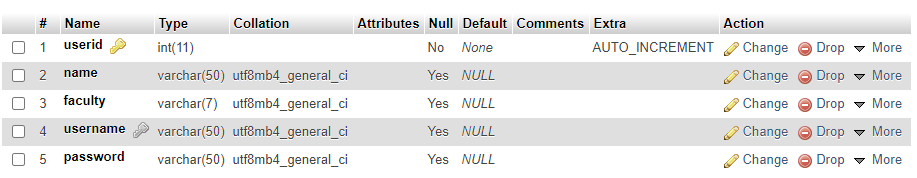 # Name Type Collation Attributes Null Default Comments Extra Action
1 userid int(11) No None AUTO_INCREMENT Change Drop More
2 name varchar(50) utf8mb4_general_ci Yes NULL Change Drop More
3 faculty varchar(7) utf8mb4_general_ci Yes NULL Change Drop More
4 username varchar(50) utf8mb4_general_ci Yes NULL Change Drop More
5 password varchar(50) utf8mb4_general_ci Yes NULL Change Drop More